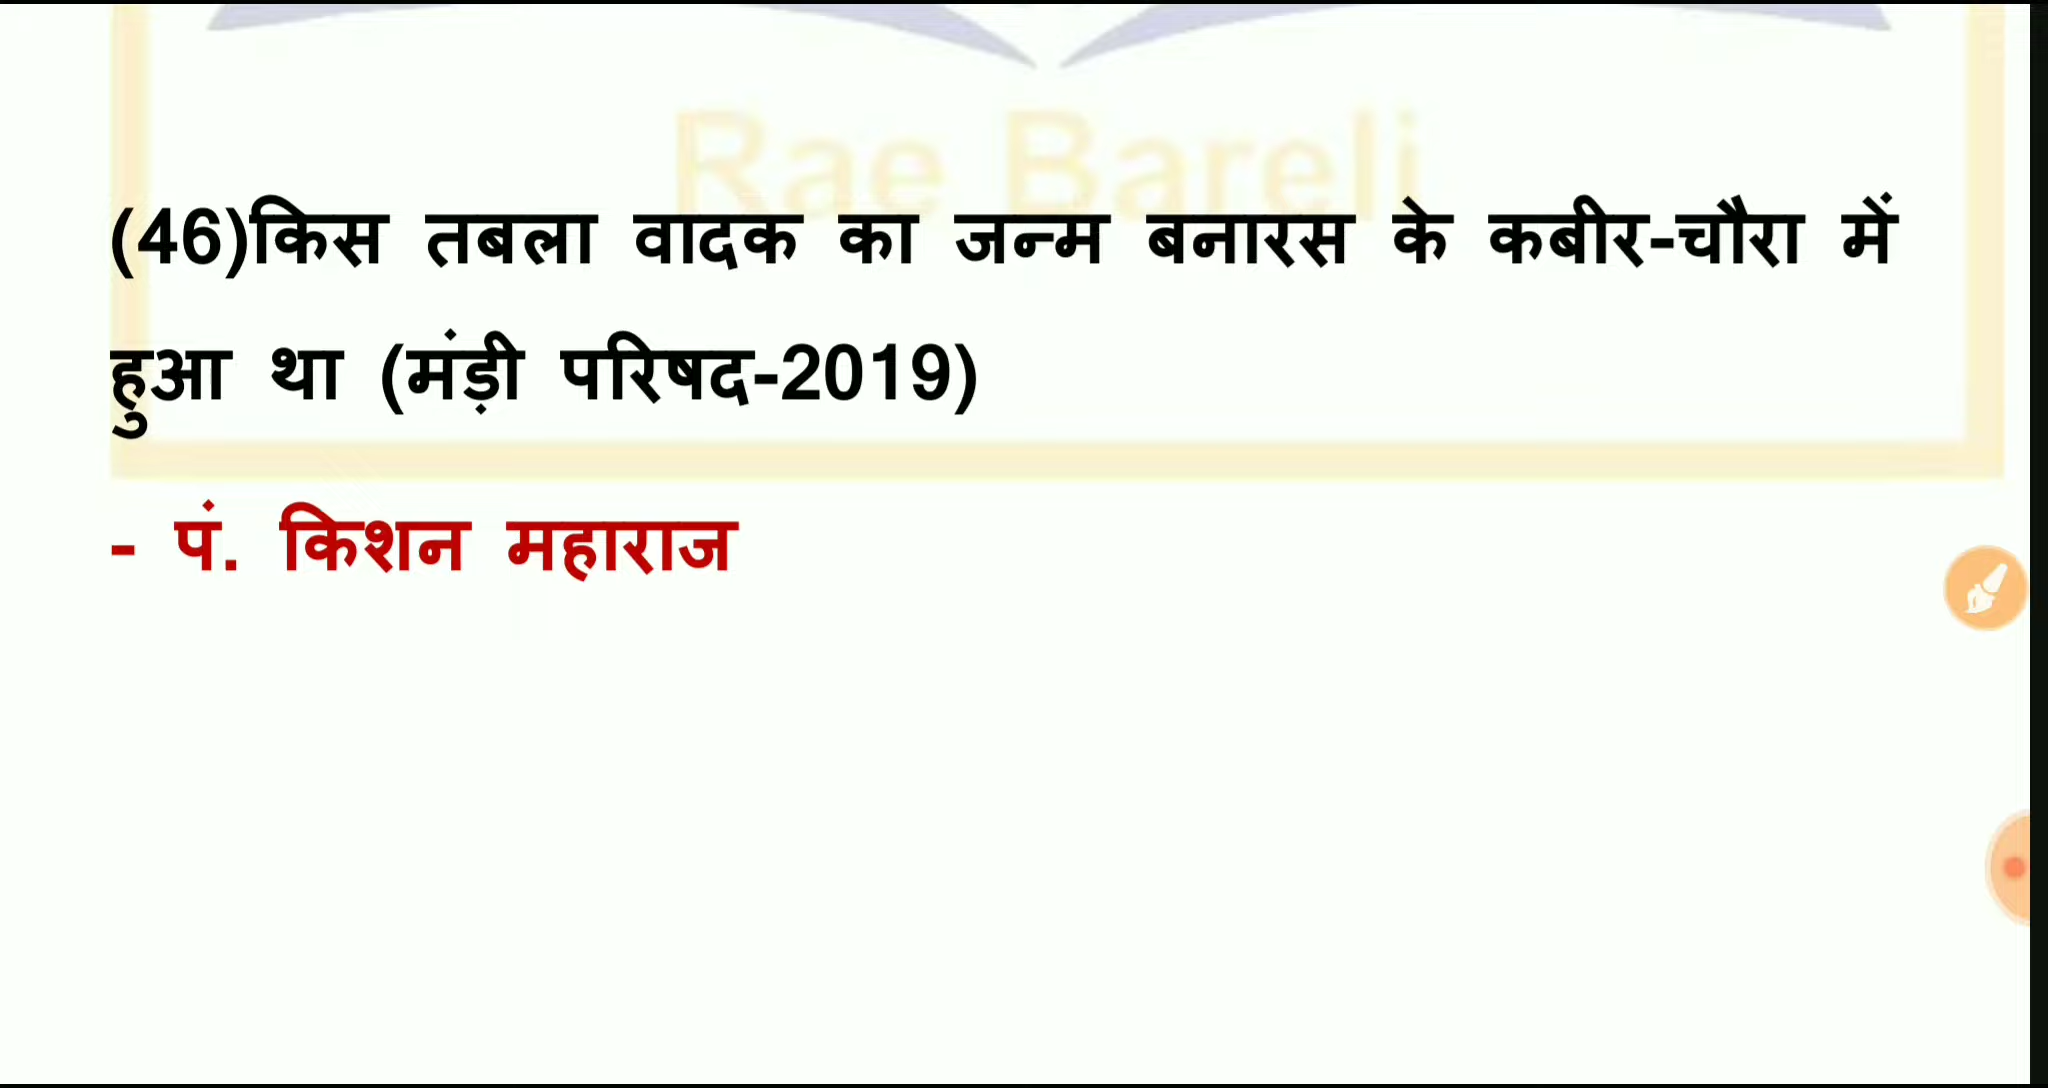 Rae Bareli
(46)किस तबला वादक का जन्म बनारस के कबीर-चौरा में
हुआ था (मंड़ी परिषद-2019)
- पं. किशन महाराज